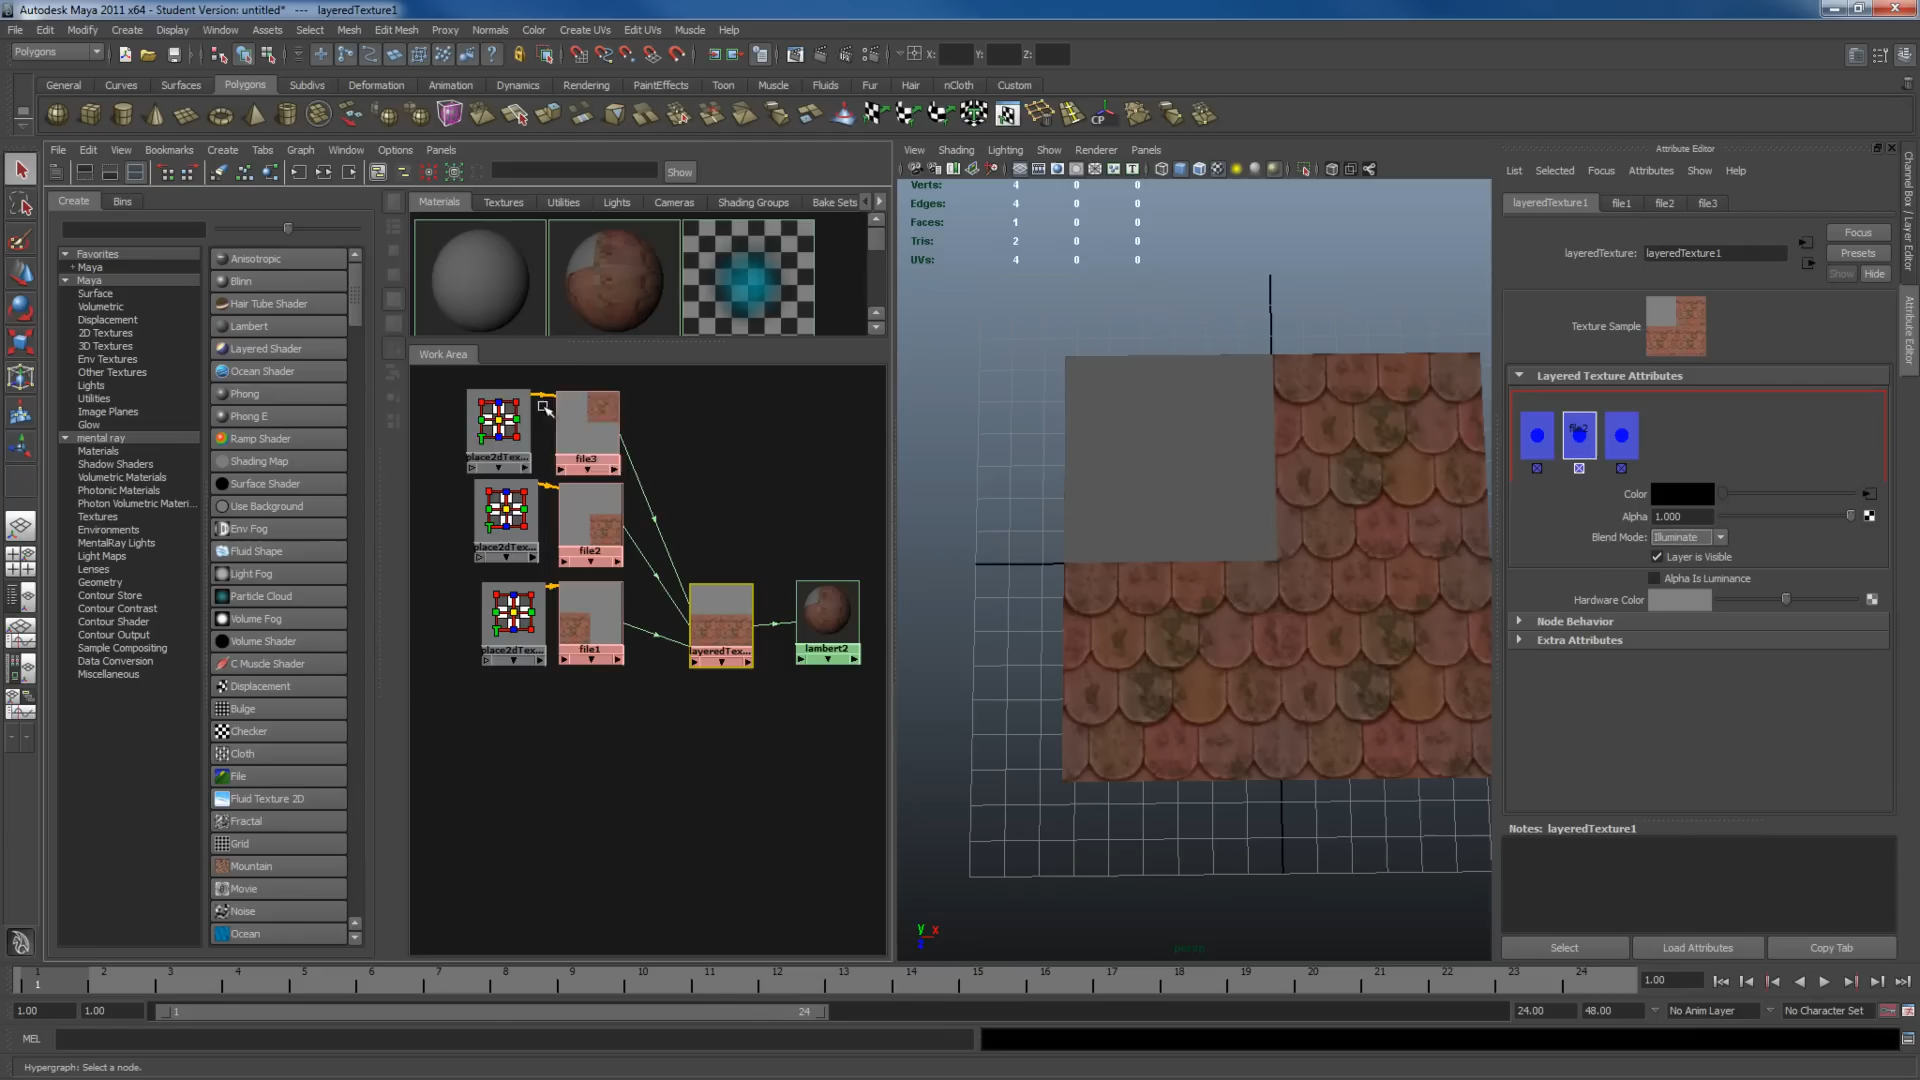 Autodesk Maya 2011 x64 - Student Version: untitled* --- layeredTexture1
File Edit Modify Create Display Window Assets Select Mesh Edit Mesh Proxy Normals Color Create UVs Edit UVs Muscle Help
Polygons X: Y: Z:
General Curves Surfaces Polygons Subdivs Deformation Animation Dynamics Rendering PaintEffects Toon Muscle Fluids Fur Hair nCloth Custom
CP
File Edit View Bookmarks Create Tabs Graph Window Options Panels
Show
Create Bins
Favorites
+ Maya
Maya
Surface
Volumetric
Displacement
2D Textures
3D Textures
Env Textures
Other Textures
Lights
Utilities
Image Planes
Glow
mental ray
Materials
Shadow Shaders
Volumetric Materials
Photonic Materials
Photon Volumetric Materi...
Textures
Environments
MentalRay Lights
Light Maps
Lenses
Geometry
Contour Store
Contour Contrast
Contour Shader
Contour Output
Sample Compositing
Data Conversion
Miscellaneous
Anisotropic
Blinn
Hair Tube Shader
Lambert
Layered Shader
Ocean Shader
Phong
Phong E
Ramp Shader
Shading Map
Surface Shader
Use Background
Env Fog
Fluid Shape
Light Fog
Particle Cloud
Volume Fog
Volume Shader
C Muscle Shader
Displacement
Bulge
Checker
Cloth
File
Fluid Texture 2D
Fractal
Grid
Mountain
Movie
Noise
Ocean
Materials Textures Utilities Lights Cameras Shading Groups Bake Sets
Work Area
place2dTex... file3
place2dTex... file2
place2dTex... file1 layeredTex... lambert2
View Shading Lighting Show Renderer Panels
Verts: 4 0 0
Edges: 4 0 0
Faces: 1 0 0
Tris: 2 0 0
UVs: 4 0 0
y x
z
persp
Attribute Editor
List Selected Focus Attributes Show Help
layeredTexture1 file1 file2 file3
Focus
layeredTexture: layeredTexture1 Presets
Show Hide
Texture Sample
Layered Texture Attributes
file2
Color
Alpha 1.000
Blend Mode: Illuminate
Layer is Visible
Alpha Is Luminance
Hardware Color
Node Behavior
Extra Attributes
Notes: layeredTexture1
Select Load Attributes Copy Tab
Channel Box / Layer Editor
Attribute Editor
1 2 3 4 5 6 7 8 9 10 11 12 13 14 15 16 17 18 19 20 21 22 23 24 1.00
1
1.00 1.00 1 24 24.00 48.00 No Anim Layer No Character Set
MEL
Hypergraph: Select a node.